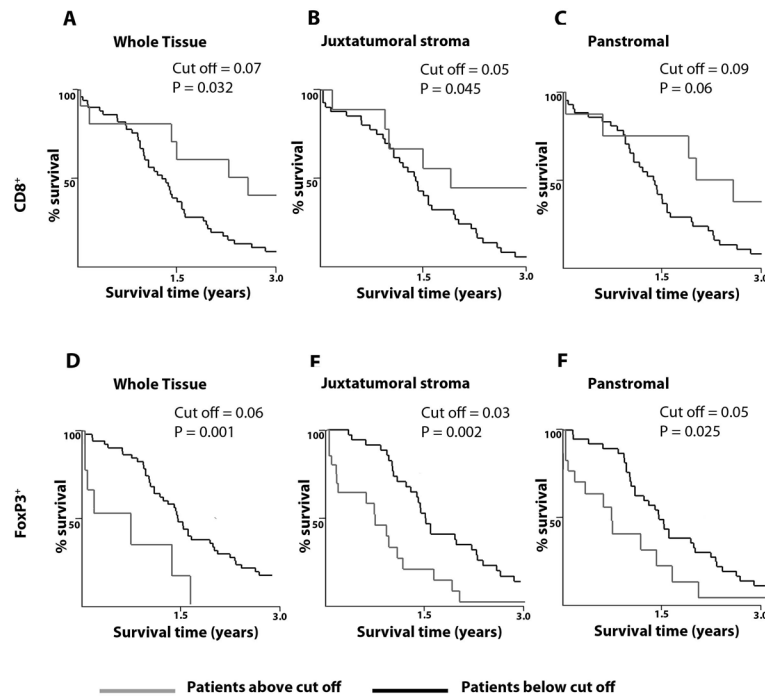 A
Whole Tissue
Cut off = 0.07
P = 0.032
100
50
% survival
CD8+
1.5
3.0
Survival time (years)
B
Juxtatumoral stroma
Cut off = 0.05
P = 0.045
100
50
% survival
1.5
3.0
Survival time (years)
C
Panstromal
Cut off = 0.09
P = 0.06
100
50
% survival
1.5
3.0
Survival time (years)
D
Whole Tissue
Cut off = 0.06
P = 0.001
100
50
% survival
FoxP3+
1.5
3.0
Survival time (years)
F
Juxtatumoral stroma
Cut off = 0.03
P = 0.002
100
50
% survival
1.5
3.0
Survival time (years)
F
Panstromal
Cut off = 0.05
P = 0.025
100
50
% survival
1.5
3.0
Survival time (years)
Patients above cut off
Patients below cut off